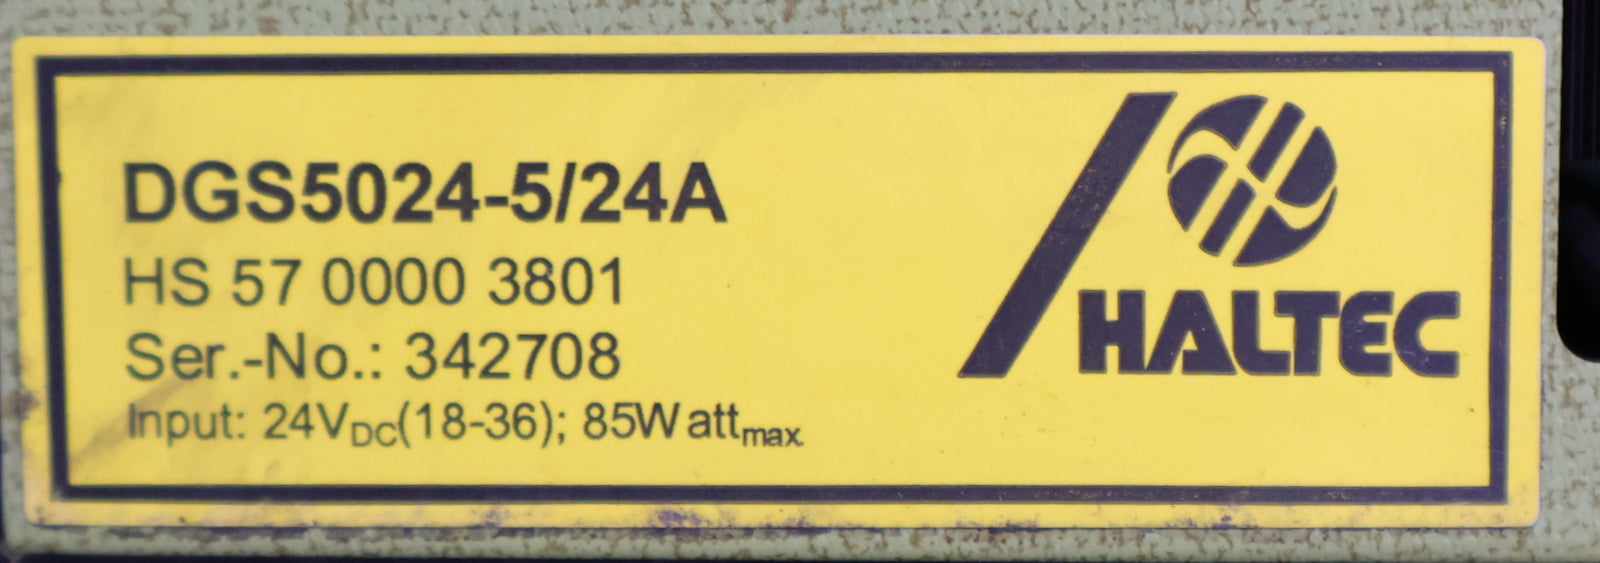 DGS5024-5/24A
HS 57 0000 3801
Ser.-No.: 342708
Input: 24VDC(18-36); 85Wattmax.
HALTEC